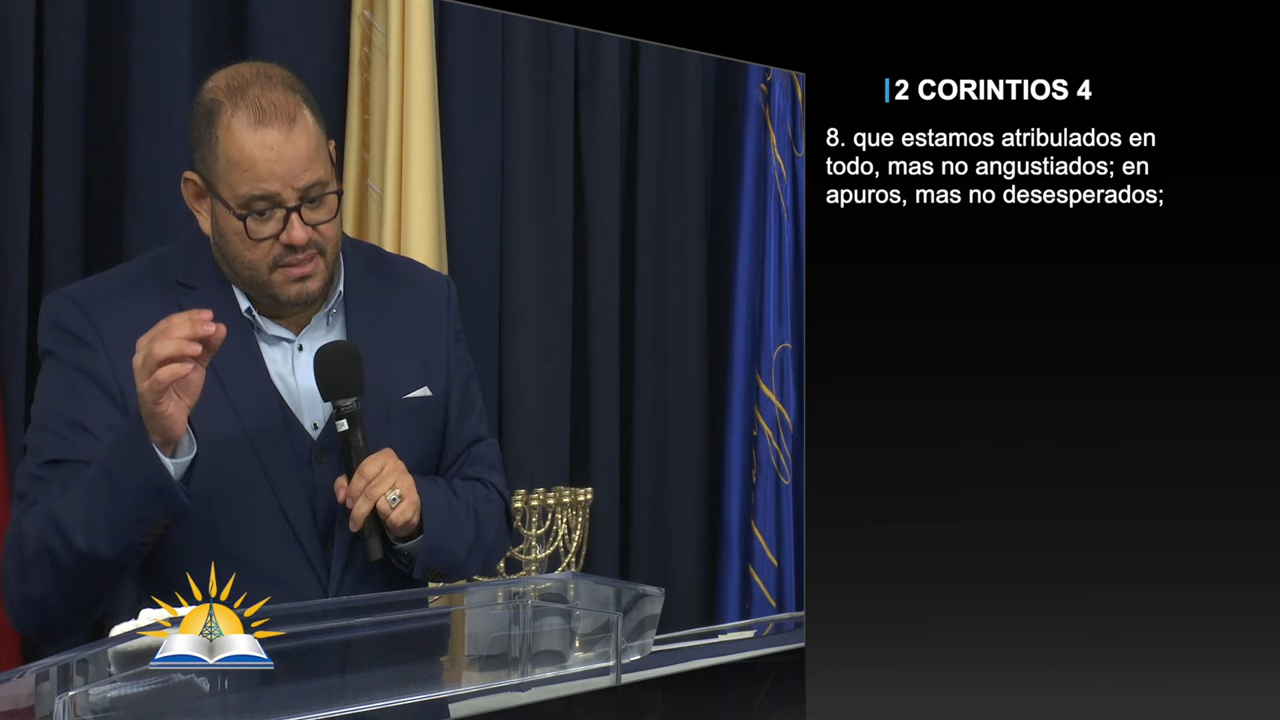 2 CORINTIOS 4
8. que estamos atribulados en
todo, mas no angustiados; en
apuros, mas no desesperados;